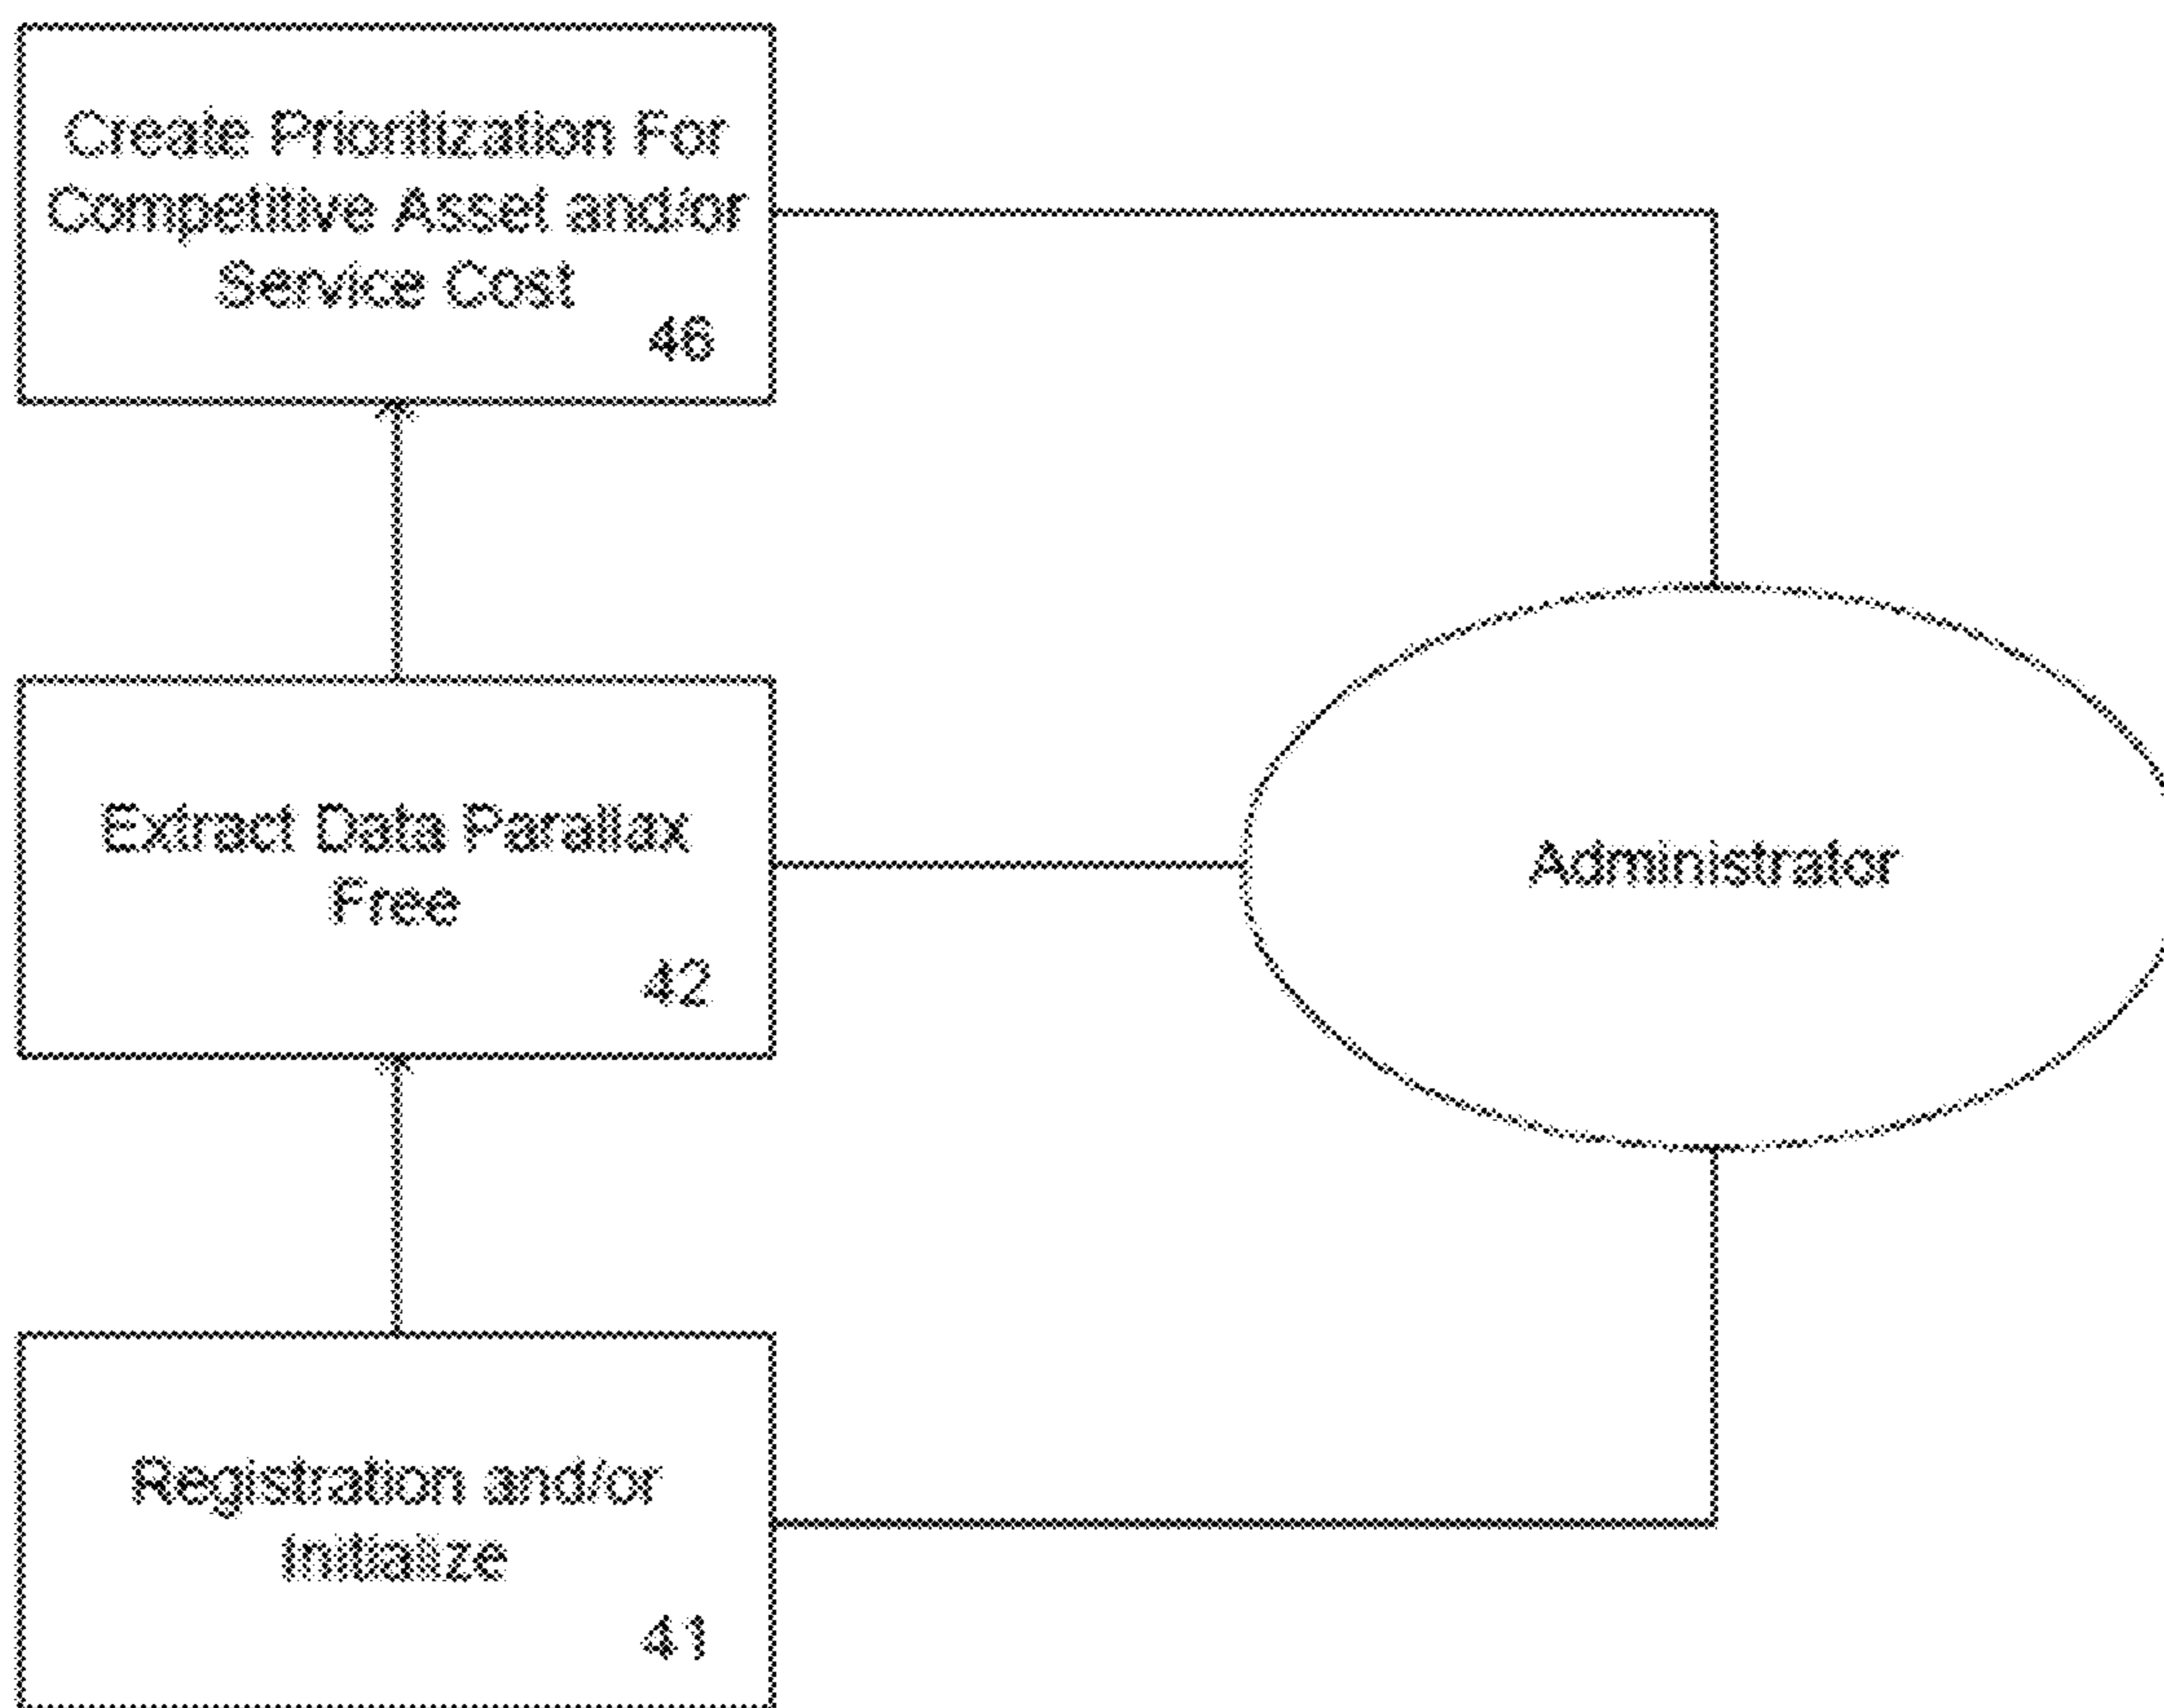 Create Prioritization For
Competitive Asset and/or
Service Cost
46
Extract Data Parallax
Free
42
Administrator
Registration and/or
Initialize
41